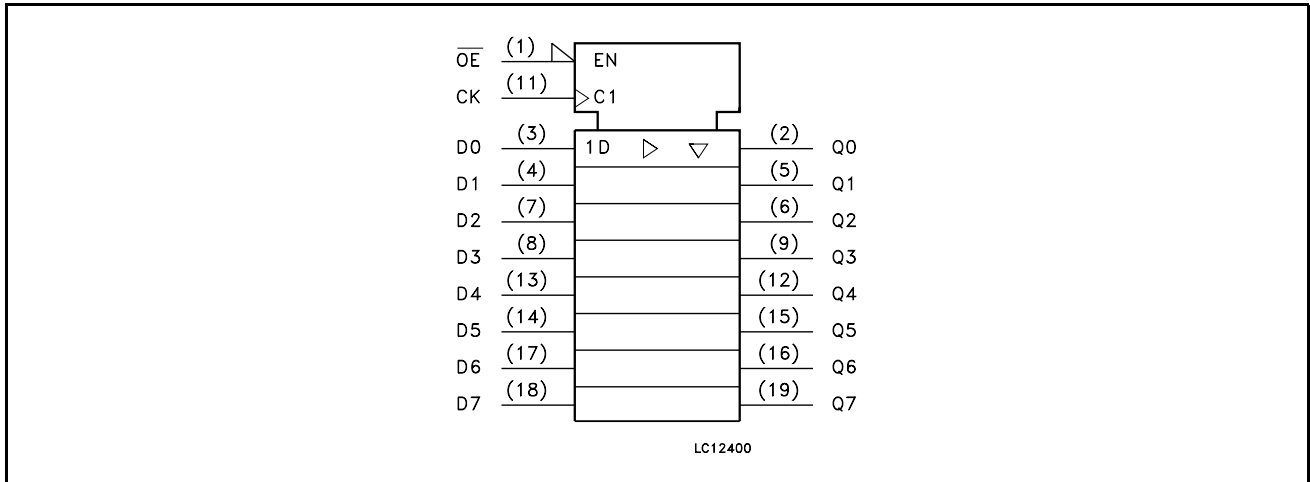 O̅E̅ (1) EN
CK (11) C1
D0 (3) 1D (2) Q0
D1 (4) (5) Q1
D2 (7) (6) Q2
D3 (8) (9) Q3
D4 (13) (12) Q4
D5 (14) (15) Q5
D6 (17) (16) Q6
D7 (18) (19) Q7
LC12400